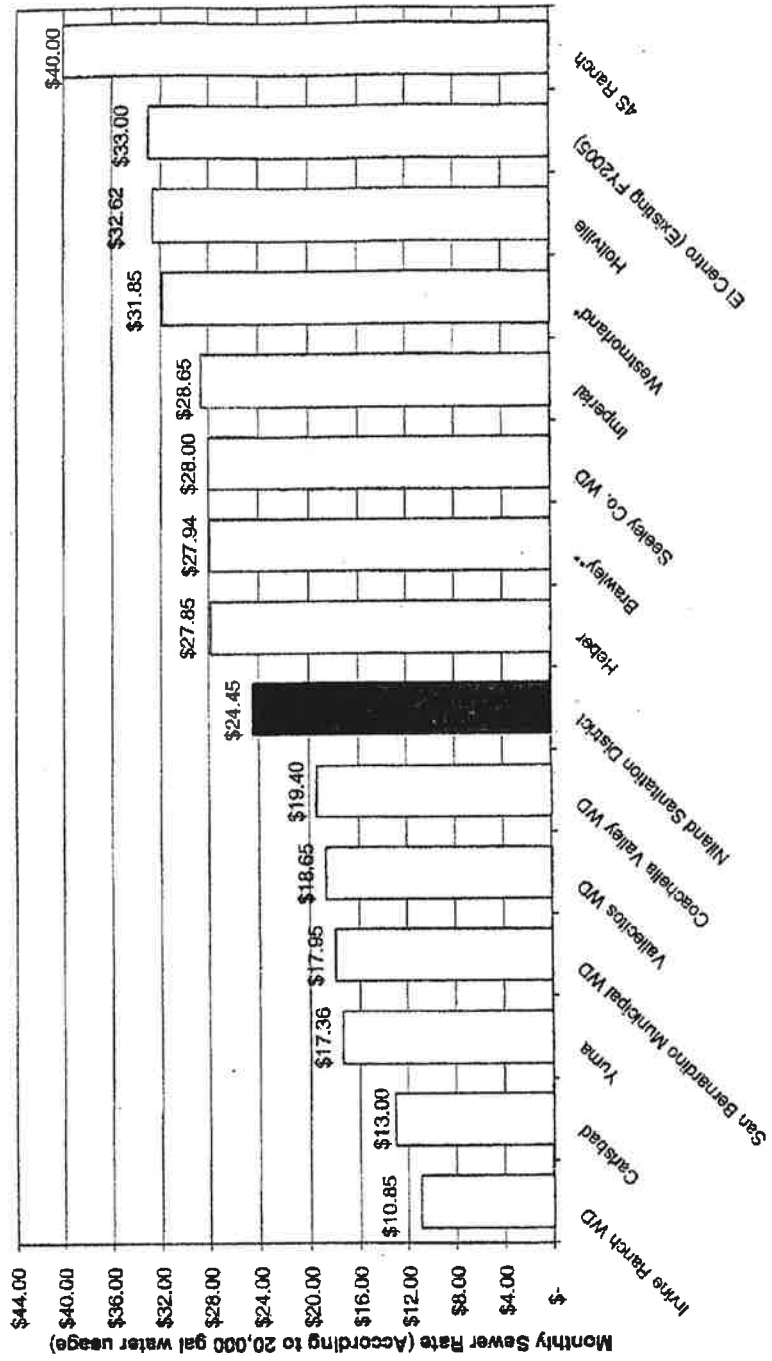 Monthly Sewer Rate (According to 20,000 gal water usage)
$44.00
$40.00
$36.00
$32.00
$28.00
$24.00
$20.00
$16.00
$12.00
$8.00
$4.00
$-
$10.85
$13.00
$17.36
$17.95
$18.65
$19.40
$24.45
$27.85
$27.94
$28.00
$28.65
$31.85
$32.62
$33.00
$40.00
Irvine Ranch WD
Carlsbad
Yuma
San Bernardino Municipal WD
Vallecitos WD
Coachella Valley WD
Niland Sanitation District
Heber
Brawley**
Seeley Co. WD
Imperial
Westmorland*
Holtville
El Centro (Existing FY2005)
4S Ranch